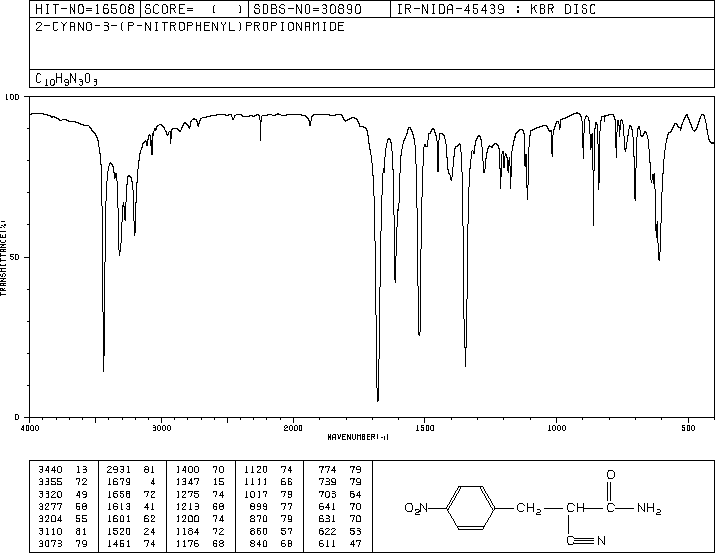 HIT-NO=16508 SCORE= ( ) SDBS-NO=30890 IR-NIDA-45439 : KBR DISC
2-CYANO-3-(P-NITROPHENYL)PROPIONAMIDE
C10H9N3O3
100
50
0
TRANSMITTANCE(%)
4000 3000 2000 1500 1000 500
WAVENUMBER(-1)
3440 13 2931 81 1400 70 1120 74 774 79
3355 72 1679 4 1347 15 1111 66 739 79
3320 49 1658 72 1275 74 1017 79 703 64
3277 60 1613 41 1213 68 899 77 641 70
3204 55 1601 62 1200 74 870 79 631 70
3110 81 1520 24 1184 72 860 57 622 53
3073 79 1451 74 1176 68 840 68 611 47
O
O2N CH2 CH C NH2
C≡N